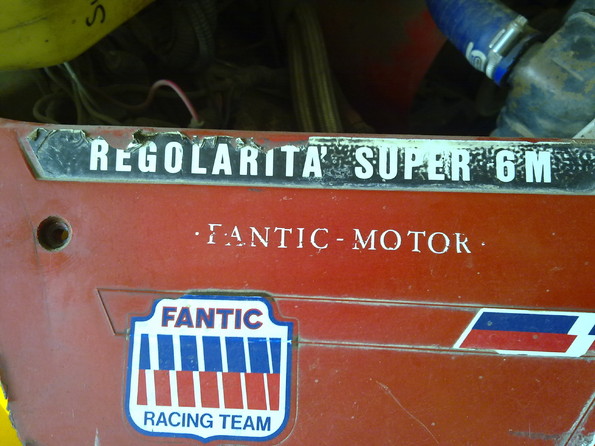 REGOLARITA' SUPER 6M
·FANTIC-MOTOR·
FANTIC
RACING TEAM